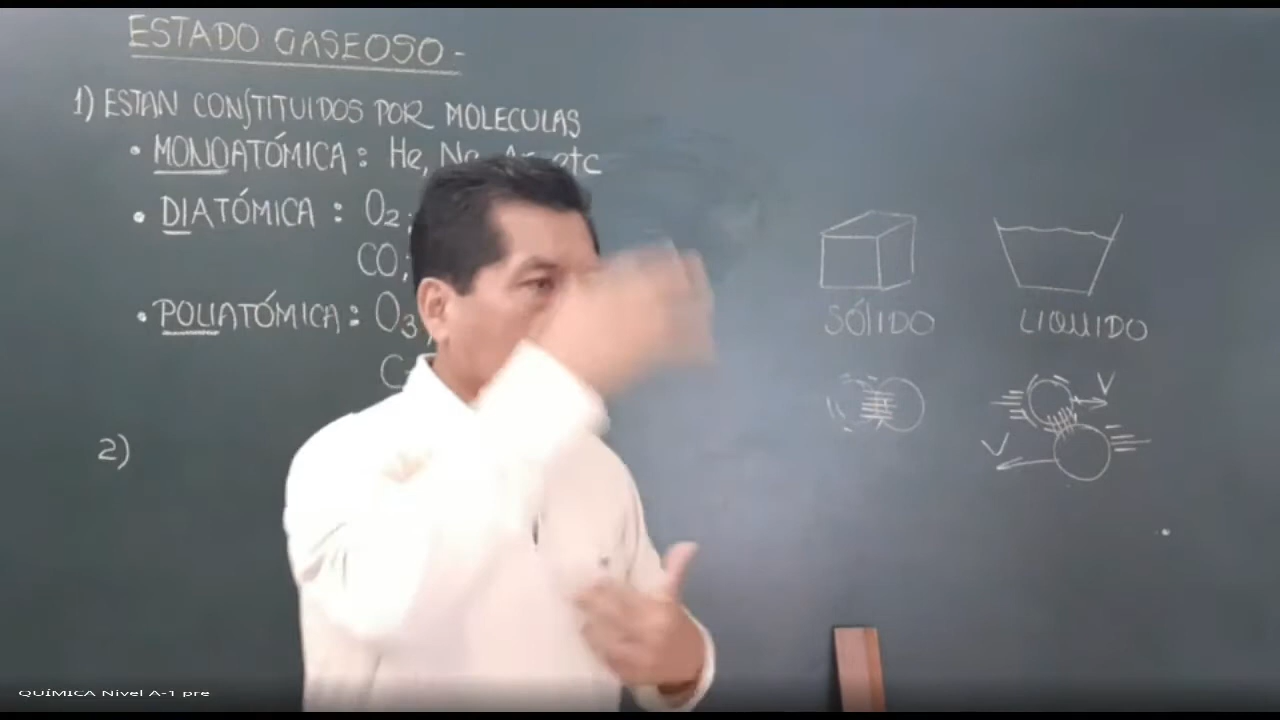 ESTADO GASEOSO -
1) ESTAN CONSTITUIDOS POR MOLECULAS
• MONOATÓMICA : He, etc
• DIATÓMICA : O₂;
CO;
• POLIATÓMICA : O₃
2)
SÓLIDO
LIQUIDO
V
V
QUÍMICA Nivel A-1 pre